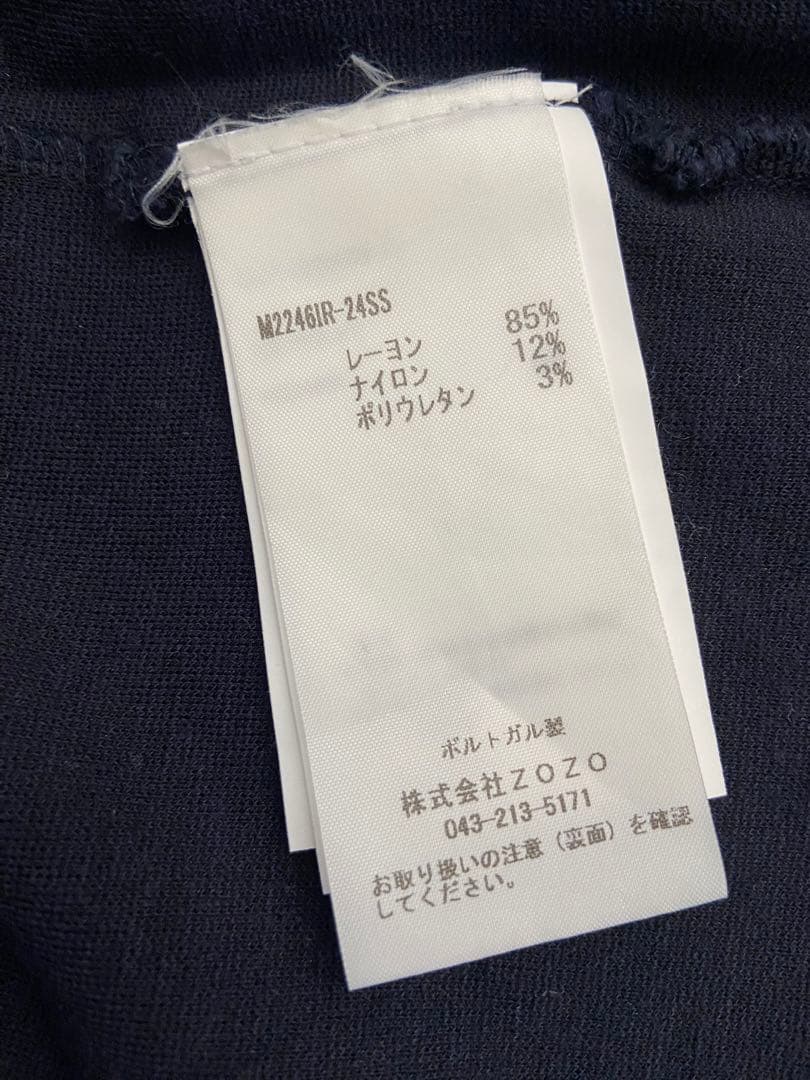 M2246IR-24SS
レーヨン 85%
ナイロン 12%
ポリウレタン 3%
ポルトガル製
株式会社ZOZO
043-213-5171
お取り扱いの注意(裏面)を確認
してください。